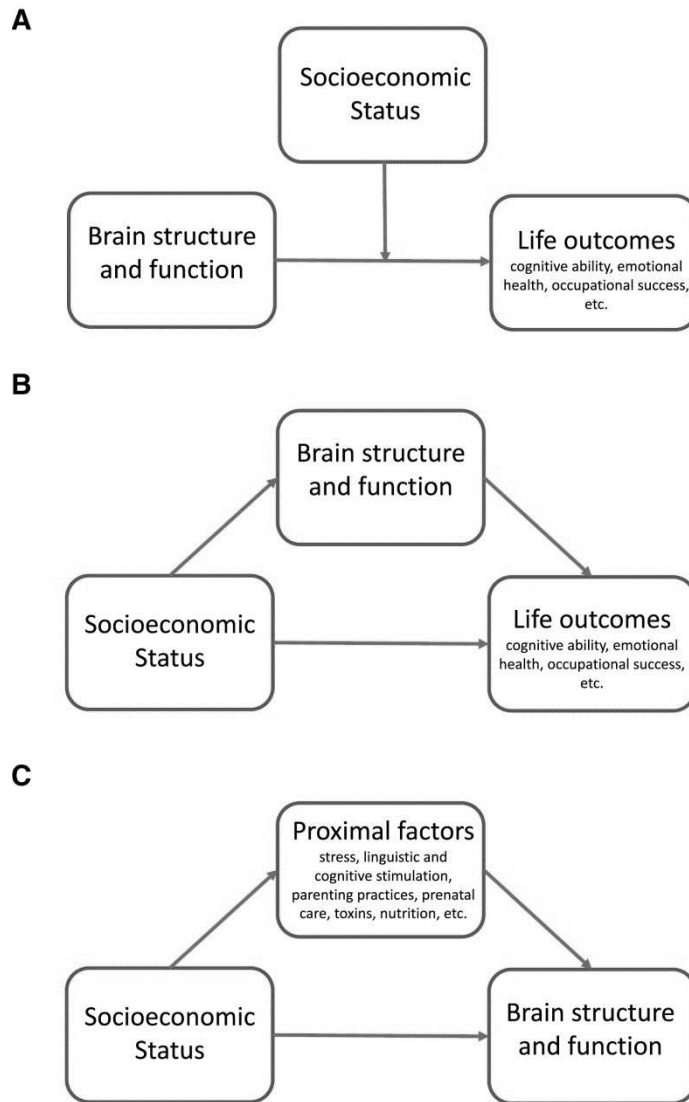 A
Socioeconomic
Status
Brain structure
and function
Life outcomes
cognitive ability, emotional
health, occupational success,
etc.
B
Brain structure
and function
Socioeconomic
Status
Life outcomes
cognitive ability, emotional
health, occupational success,
etc.
C
Proximal factors
stress, linguistic and
cognitive stimulation,
parenting practices, prenatal
care, toxins, nutrition, etc.
Socioeconomic
Status
Brain structure
and function